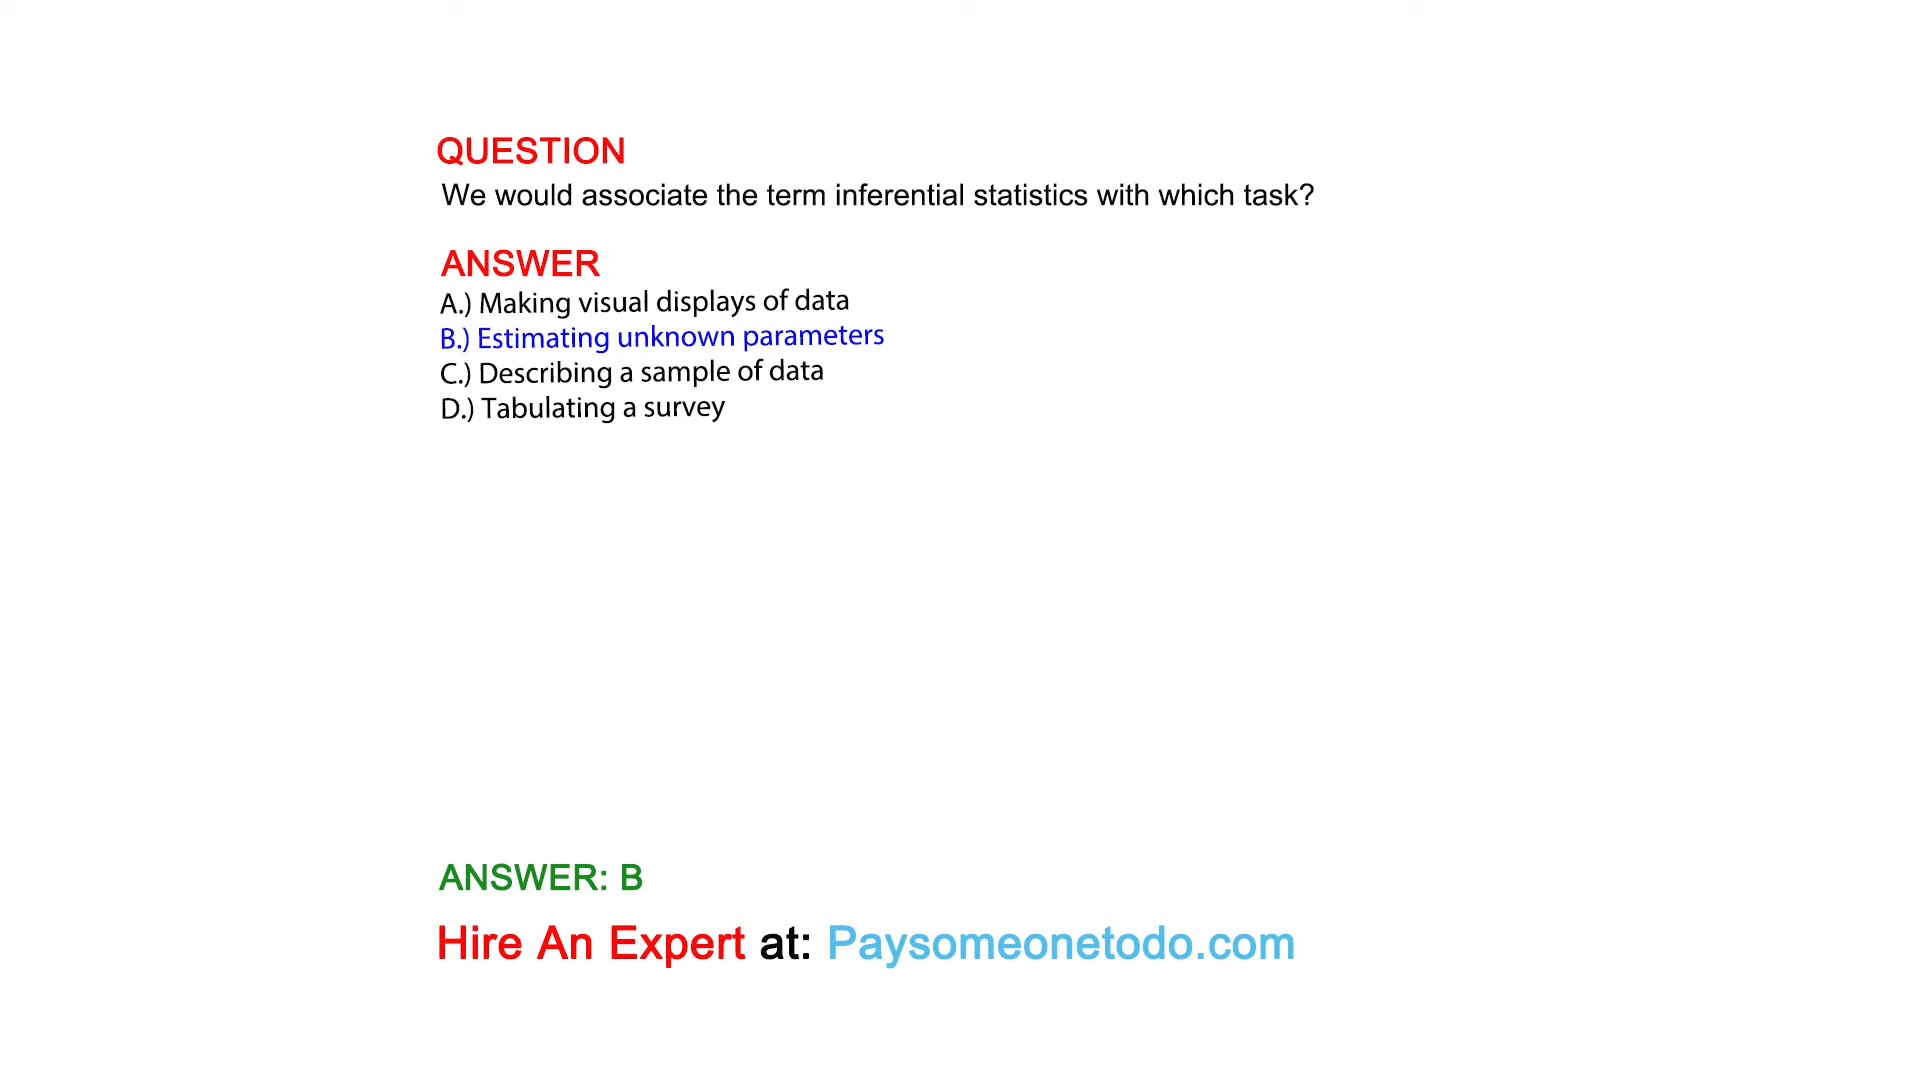 QUESTION
We would associate the term inferential statistics with which task?
ANSWER
A.) Making visual displays of data
B.) Estimating unknown parameters
C.) Describing a sample of data
D.) Tabulating a survey
ANSWER: B
Hire An Expert at: Paysomeonetodo.com